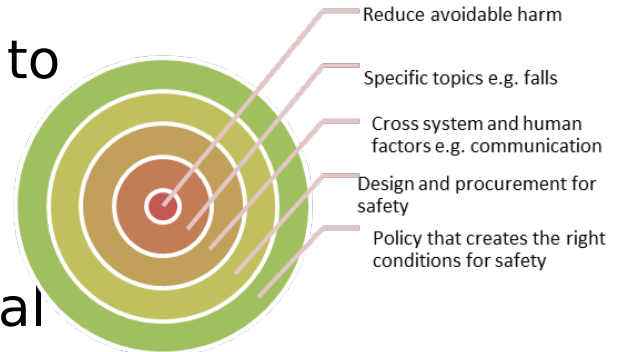 to
al
Reduce avoidable harm
Specific topics e.g. falls
Cross system and human
factors e.g. communication
Design and procurement for
safety
Policy that creates the right
conditions for safety